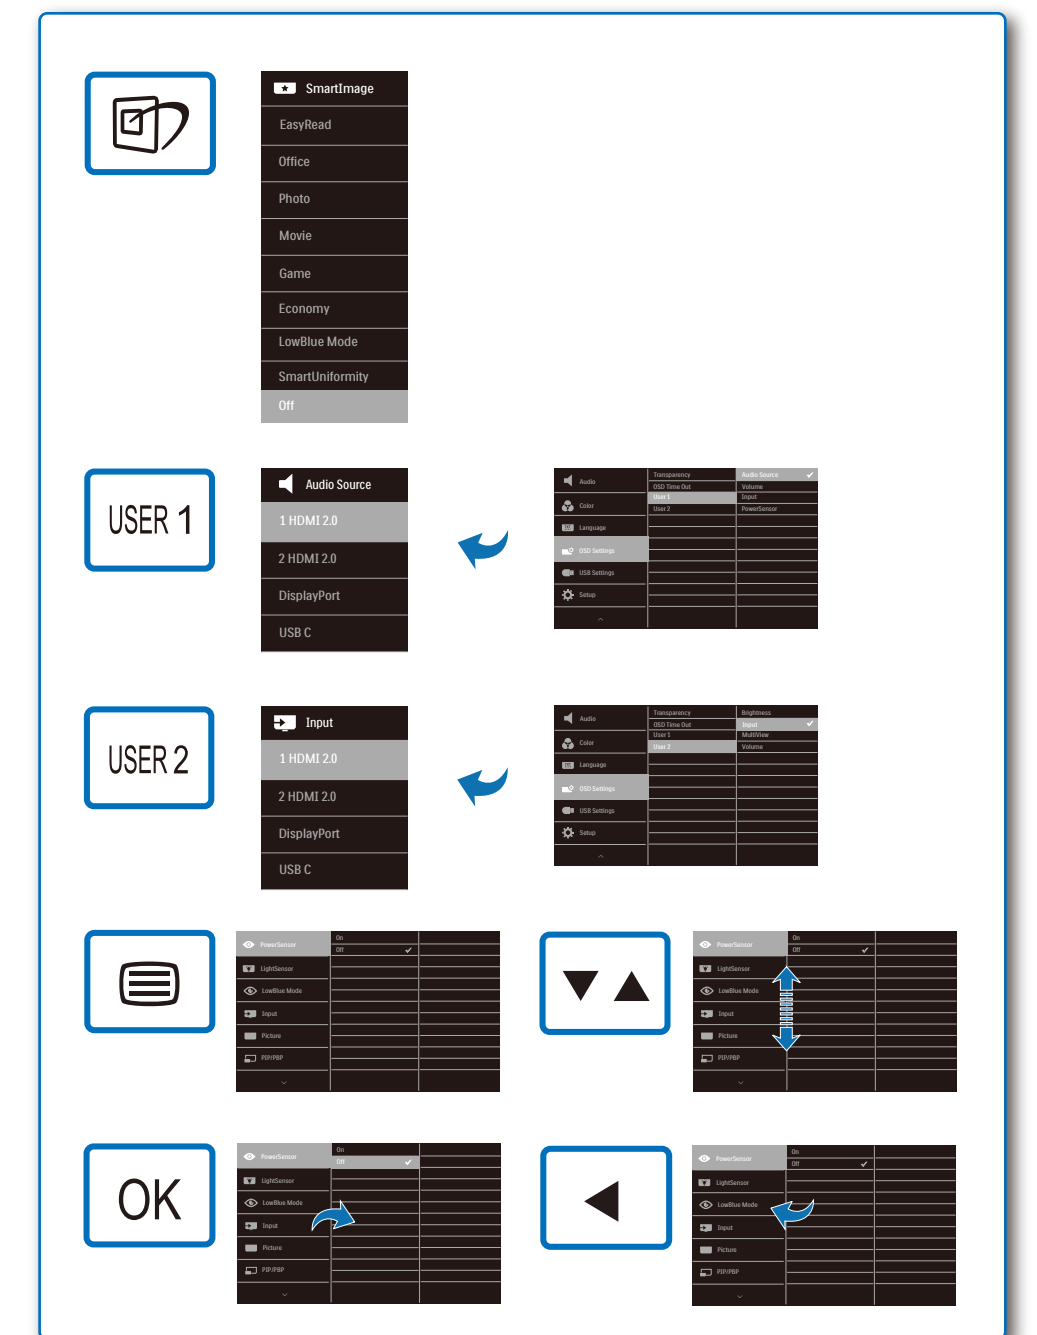 SmartImage
EasyRead
Office
Photo
Movie
Game
Economy
LowBlue Mode
SmartUniformity
Off
USER 1
Audio Source
1 HDMI 2.0
2 HDMI 2.0
DisplayPort
USB C
Audio
Color
Language
OSD Settings
USB Settings
Setup
Transparency
OSD Time Out
User 1
User 2
Audio Source
Volume
Input
PowerSensor
USER 2
Input
1 HDMI 2.0
2 HDMI 2.0
DisplayPort
USB C
Audio
Color
Language
OSD Settings
USB Settings
Setup
Transparency
OSD Time Out
User 1
User 2
Brightness
Input
MultiView
Volume
PowerSensor
LightSensor
LowBlue Mode
Input
Picture
PIP/PBP
On
Off
PowerSensor
LightSensor
LowBlue Mode
Input
Picture
PIP/PBP
On
Off
OK
PowerSensor
LightSensor
LowBlue Mode
Input
Picture
PIP/PBP
On
Off
PowerSensor
LightSensor
LowBlue Mode
Input
Picture
PIP/PBP
On
Off